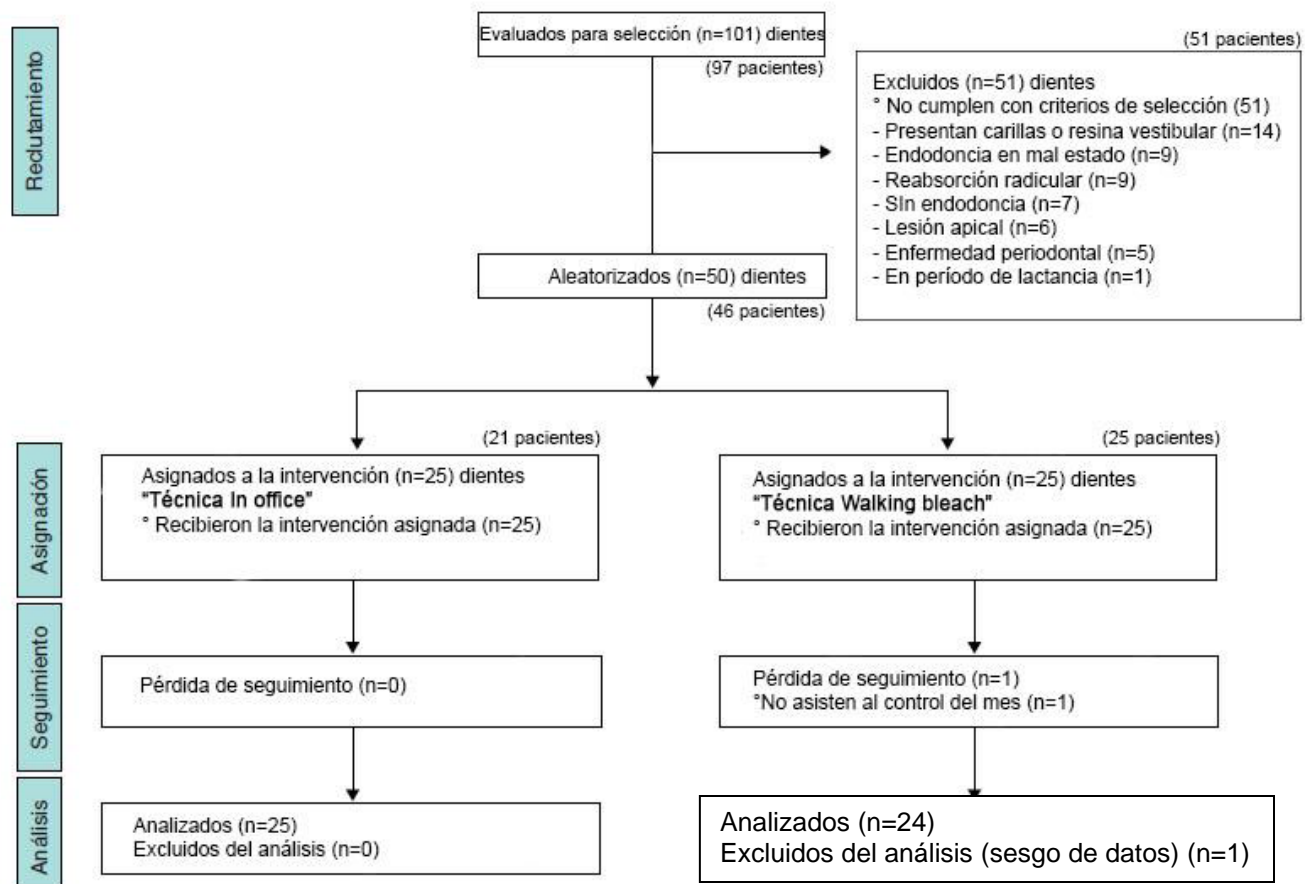 Reclutamiento
Evaluados para selección (n=101) dientes
(97 pacientes)
(51 pacientes)
Excluidos (n=51) dientes
° No cumplen con criterios de selección (51)
- Presentan carillas o resina vestibular (n=14)
- Endodoncia en mal estado (n=9)
- Reabsorción radicular (n=9)
- SIn endodoncia (n=7)
- Lesión apical (n=6)
- Enfermedad periodontal (n=5)
- En período de lactancia (n=1)
Aleatorizados (n=50) dientes
(46 pacientes)
Asignación
(21 pacientes)
Asignados a la intervención (n=25) dientes
"Técnica In office"
° Recibieron la intervención asignada (n=25)
(25 pacientes)
Asignados a la intervención (n=25) dientes
"Técnica Walking bleach"
° Recibieron la intervención asignada (n=25)
Seguimiento
Pérdida de seguimiento (n=0)
Pérdida de seguimiento (n=1)
°No asisten al control del mes (n=1)
Análisis
Analizados (n=25)
Excluidos del análisis (n=0)
Analizados (n=24)
Excluidos del análisis (sesgo de datos) (n=1)